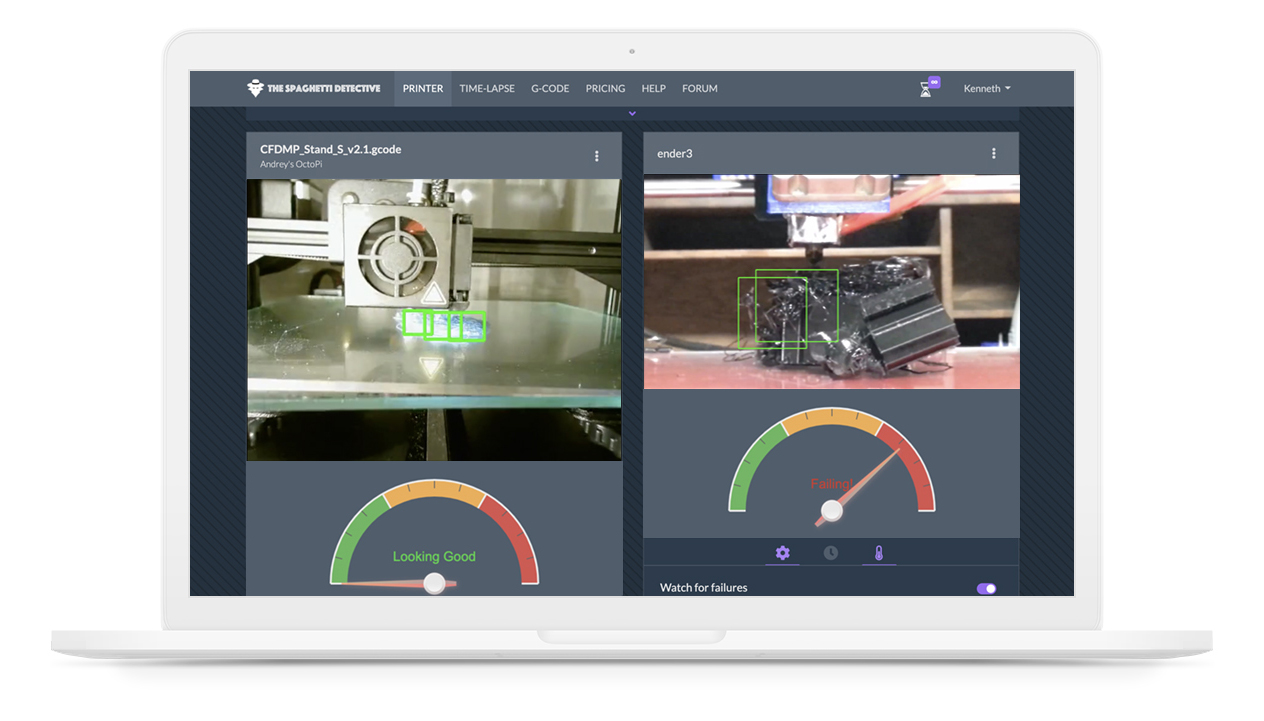 THE SPAGHETTI DETECTIVE PRINTER TIME-LAPSE G-CODE PRICING HELP FORUM ∞ Kenneth
CFDMP_Stand_S_v2.1.gcode
Andrey's OctoPi
Looking Good
ender3
Failing!
Watch for failures